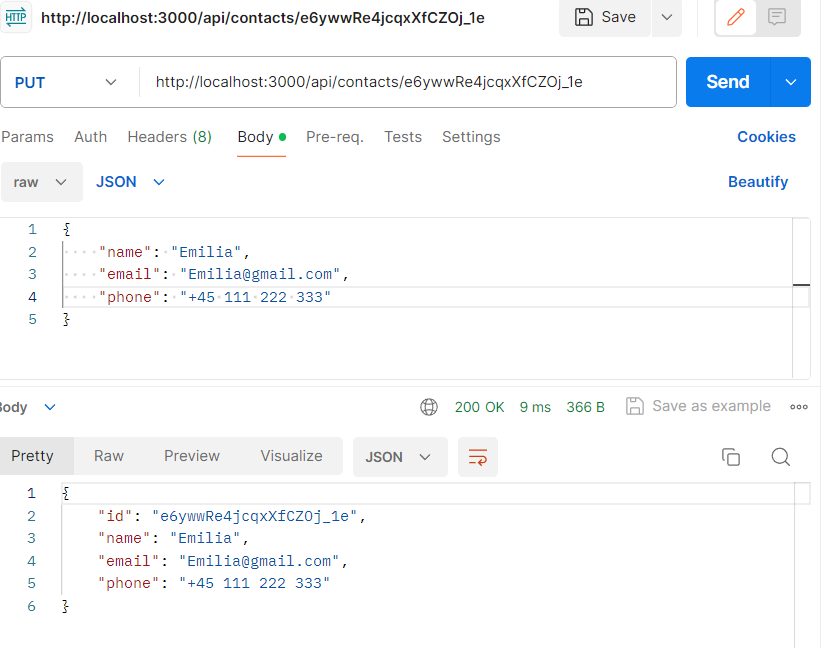 HTTP http://localhost:3000/api/contacts/e6ywwRe4jcqxXfCZOj_1e Save
PUT http://localhost:3000/api/contacts/e6ywwRe4jcqxXfCZOj_1e Send
Params Auth Headers (8) Body Pre-req. Tests Settings Cookies
raw JSON Beautify
1 {
2 "name": "Emilia",
3 "email": "Emilia@gmail.com",
4 "phone": "+45 111 222 333"
5 }
Body 200 OK 9 ms 366 B Save as example
Pretty Raw Preview Visualize JSON
1 {
2 "id": "e6ywwRe4jcqxXfCZOj_1e",
3 "name": "Emilia",
4 "email": "Emilia@gmail.com",
5 "phone": "+45 111 222 333"
6 }